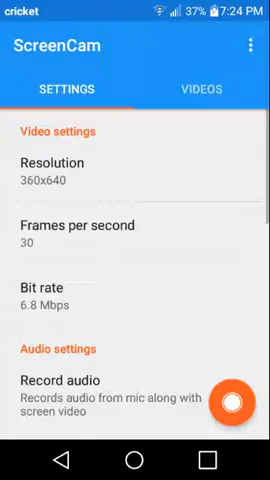 cricket 37% 7:24 PM
ScreenCam
SETTINGS VIDEOS
Video settings
Resolution
360x640
Frames per second
30
Bit rate
6.8 Mbps
Audio settings
Record audio
Records audio from mic along with
screen video